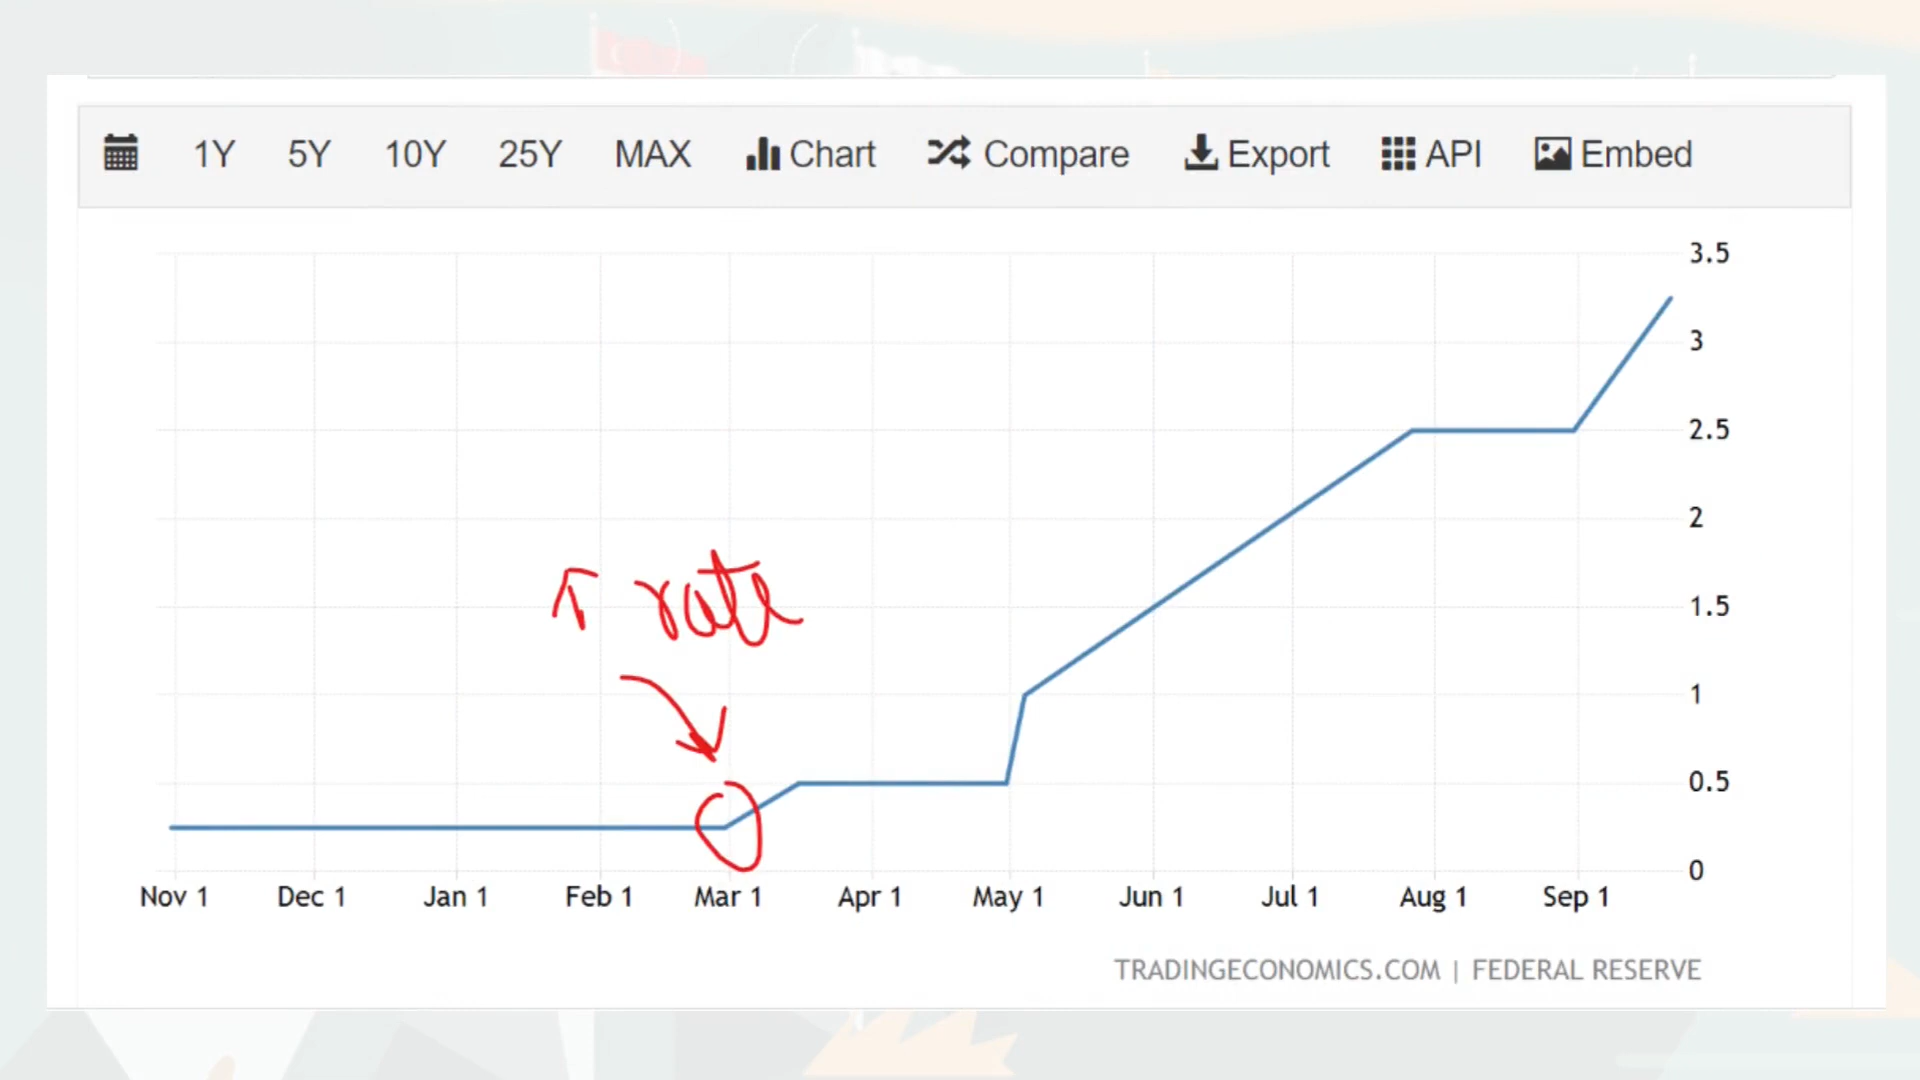 1Y 5Y 10Y 25Y MAX Chart Compare Export API Embed
3.5
3
2.5
2
↑ rate
1.5
1
0.5
0
Nov 1 Dec 1 Jan 1 Feb 1 Mar 1 Apr 1 May 1 Jun 1 Jul 1 Aug 1 Sep 1
TRADINGECONOMICS.COM | FEDERAL RESERVE